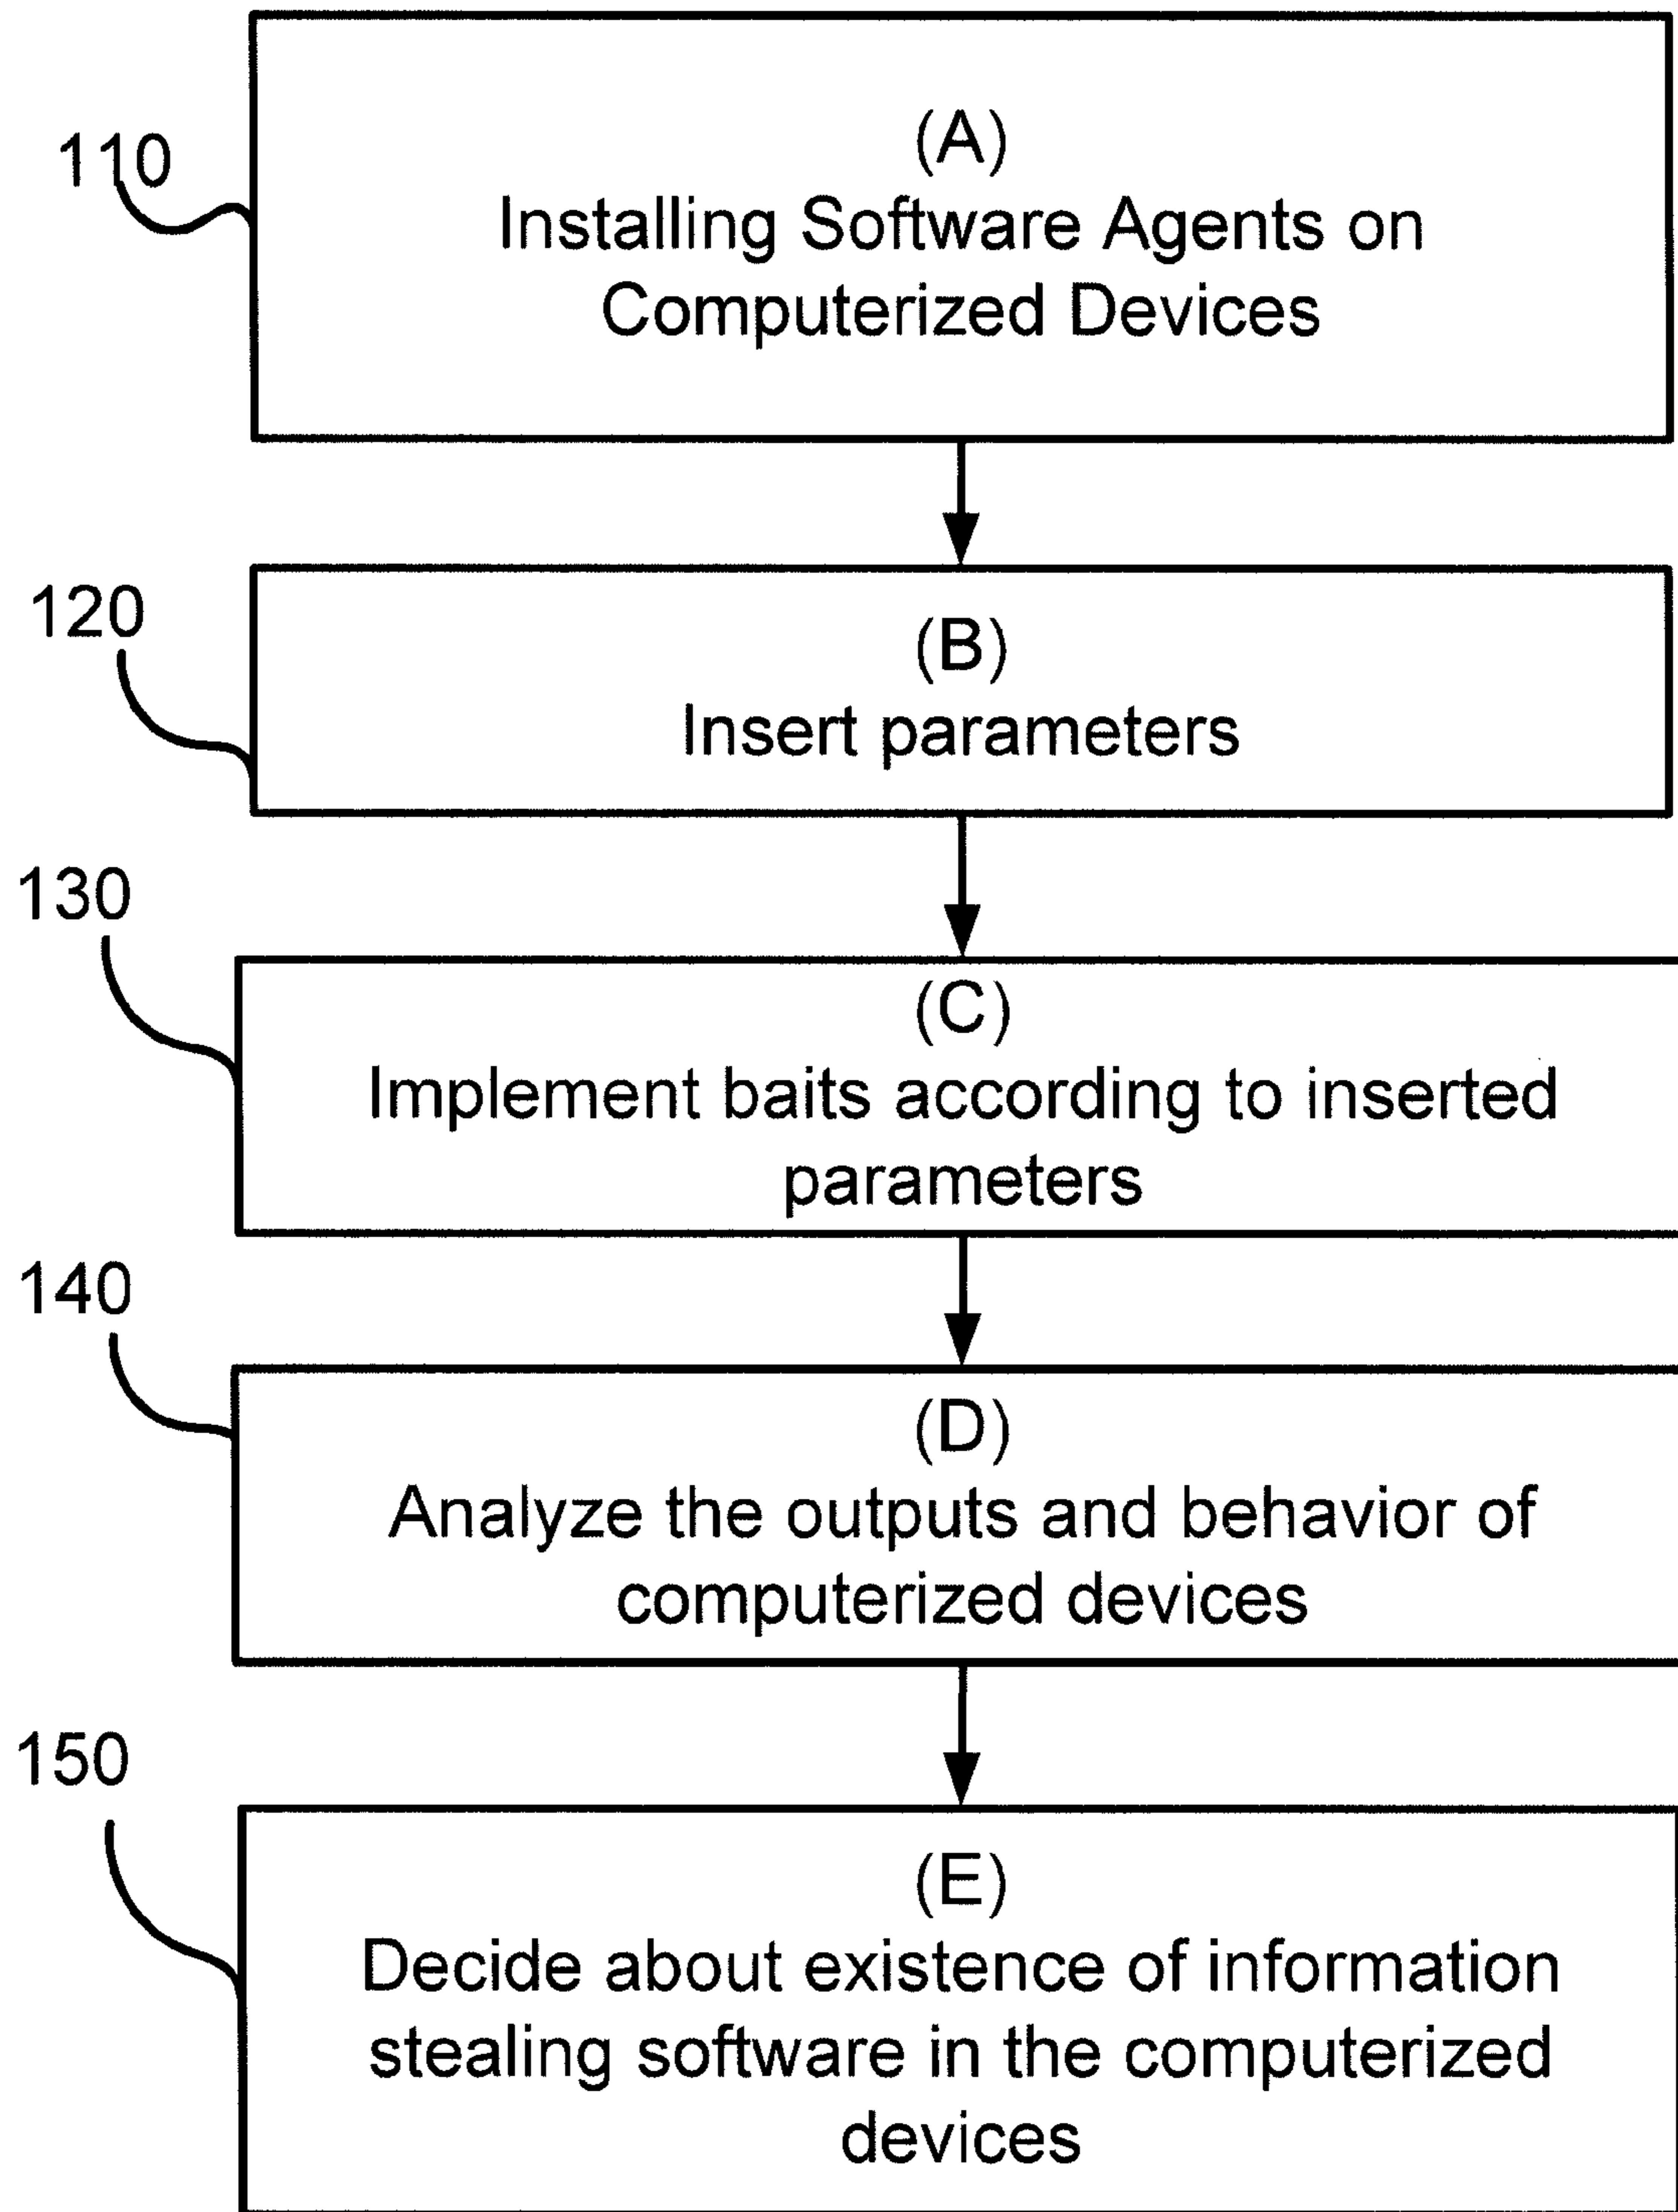 110
(A)
Installing Software Agents on
Computerized Devices
120
(B)
Insert parameters
130
(C)
Implement baits according to inserted
parameters
140
(D)
Analyze the outputs and behavior of
computerized devices
150
(E)
Decide about existence of information
stealing software in the computerized
devices